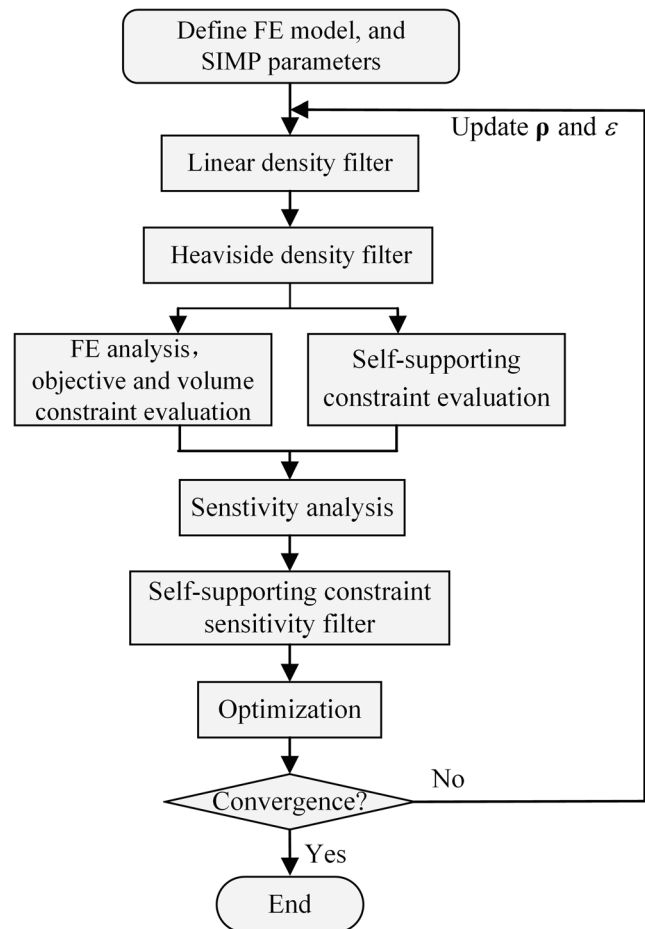 Define FE model, and
SIMP parameters
Update ρ and ε
Linear density filter
Heaviside density filter
FE analysis，
objective and volume
constraint evaluation
Self-supporting
constraint evaluation
Senstivity analysis
Self-supporting constraint
sensitivity filter
Optimization
Convergence?
No
Yes
End